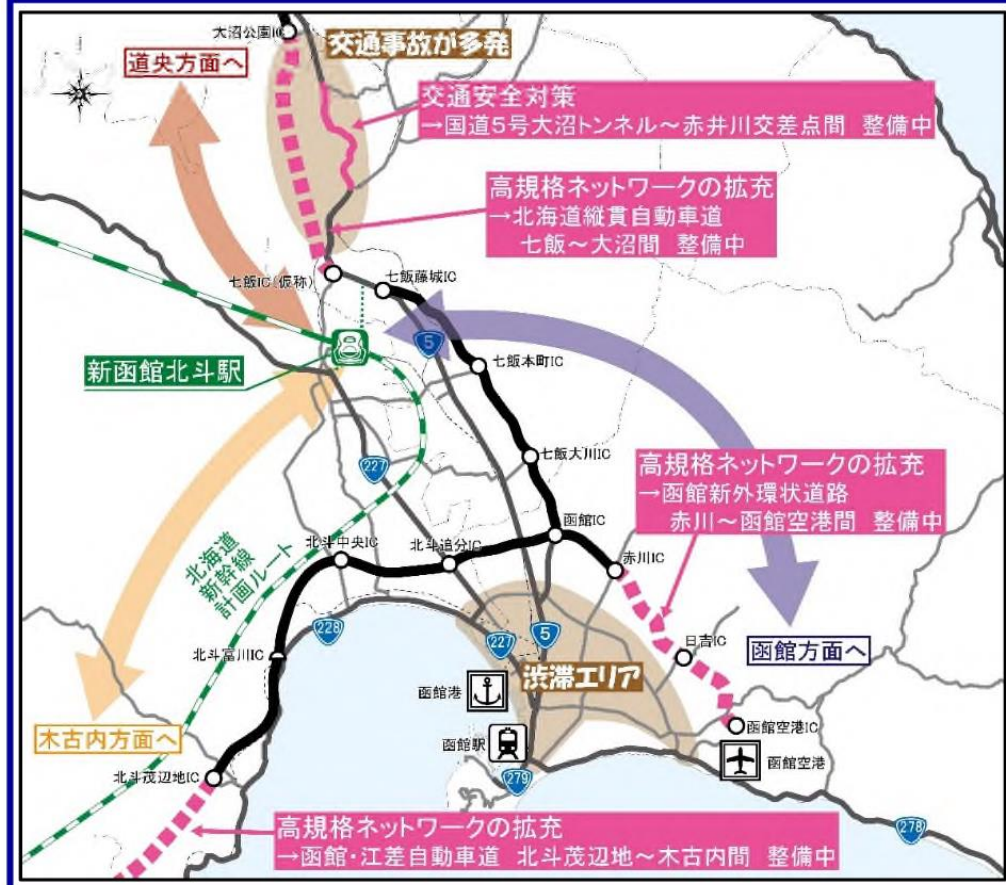 大沼公園IC
交通事故が多発
道央方面へ
交通安全対策
→国道5号大沼トンネル～赤井川交差点間 整備中
高規格ネットワークの拡充
→北海道縦貫自動車道
七飯～大沼間 整備中
七飯IC(仮称)
七飯藤城IC
5
新函館北斗駅
七飯本町IC
227
七飯大川IC
高規格ネットワークの拡充
→函館新外環状道路
赤川～函館空港間 整備中
函館IC
北斗中央IC
北斗追分IC
赤川IC
北海道
新幹線
計画ルート
228
227
5
日吉IC
函館方面へ
北斗富川IC
渋滞エリア
函館港
木古内方面へ
函館駅
函館空港IC
函館空港
北斗茂辺地IC
279
278
高規格ネットワークの拡充
→函館・江差自動車道 北斗茂辺地～木古内間 整備中